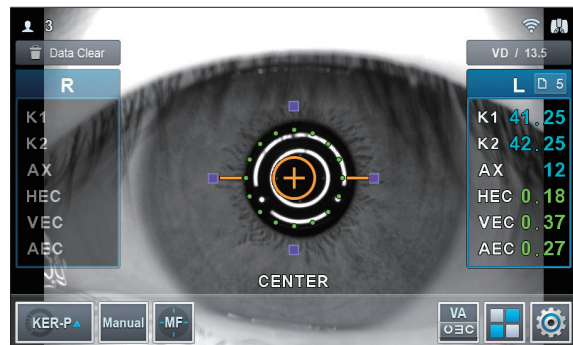 3
Data Clear
VD / 13.5
R
L 5
K1
K2
AX
HEC
VEC
AEC
K1 41.25
K2 42.25
AX 12
HEC 0.18
VEC 0.37
AEC 0.27
CENTER
KER-P
Manual
MF
VA